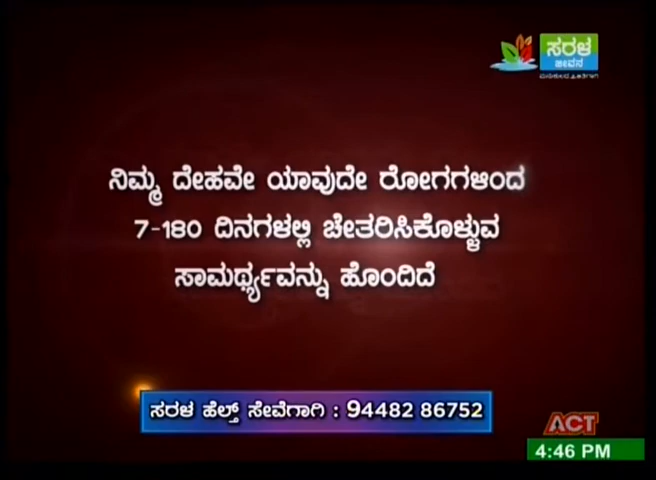 ಸರಳ
ಜೀವನ
ನಿಮ್ಮ ದೇಹವೇ ಯಾವುದೇ ರೋಗಗಳಿಂದ
7-180 ದಿನಗಳಲ್ಲಿ ಚೇತರಿಸಿಕೊಳ್ಳುವ
ಸಾಮರ್ಥ್ಯವನ್ನು ಹೊಂದಿದೆ
ಸರಳ ಹೆಲ್ತ್ ಸೇವೆಗಾಗಿ : 94482 86752
ACT
4:46 PM